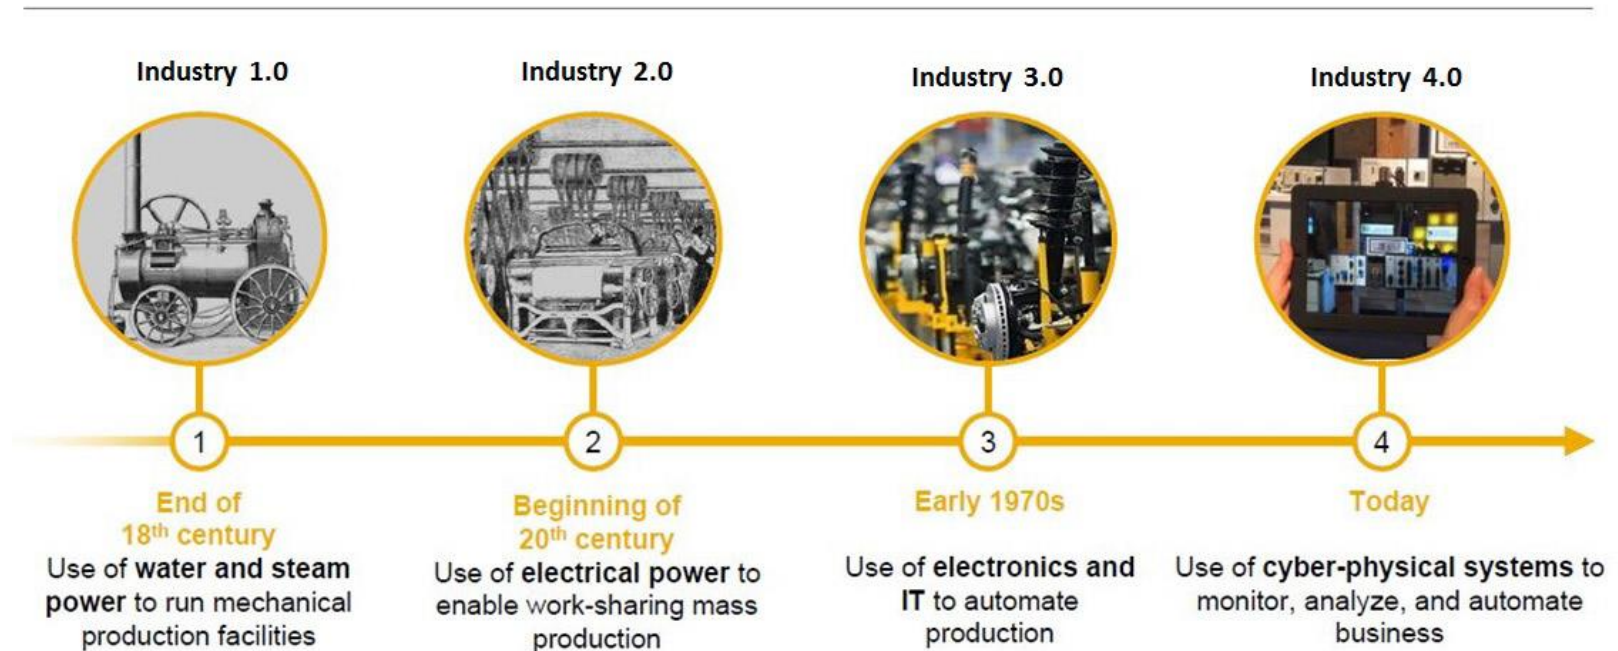 Industry 1.0
Industry 2.0
Industry 3.0
Industry 4.0
1
2
3
4
End of
18th century
Use of water and steam
power to run mechanical
production facilities
Beginning of
20th century
Use of electrical power to
enable work-sharing mass
production
Early 1970s
Use of electronics and
IT to automate
production
Today
Use of cyber-physical systems to
monitor, analyze, and automate
business